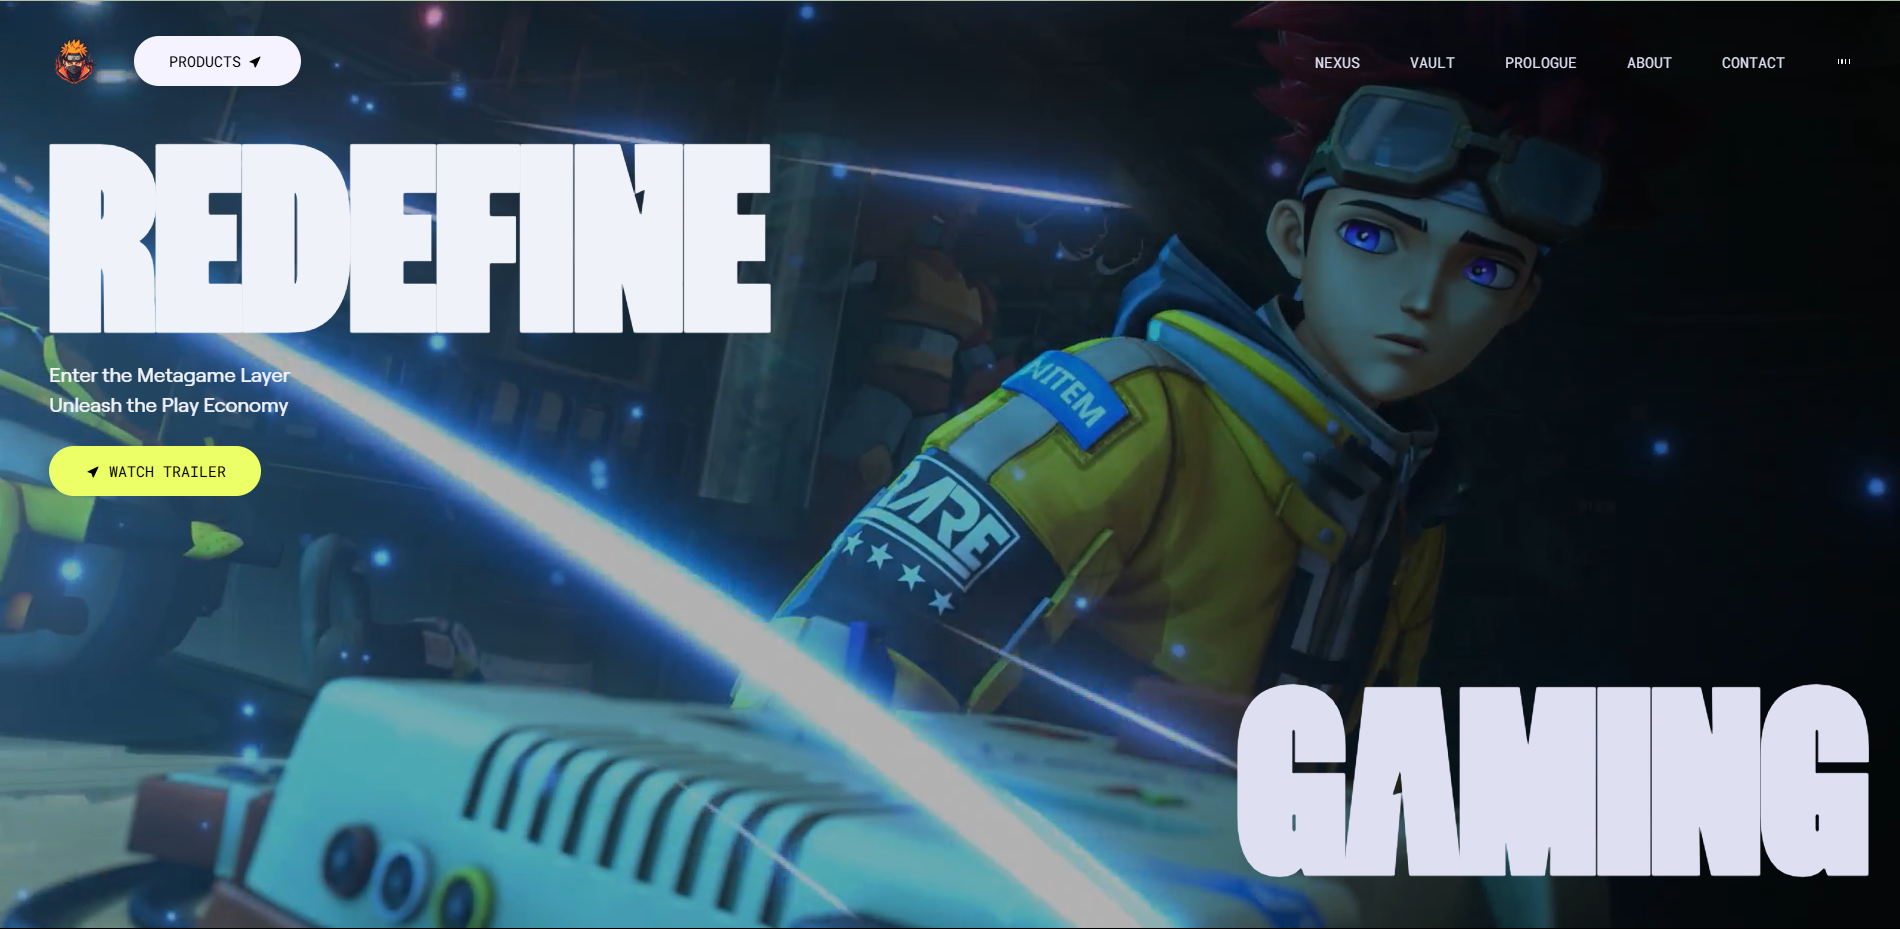 PRODUCTS
NEXUS
VAULT
PROLOGUE
ABOUT
CONTACT
REDEFINE
Enter the Metagame Layer
Unleash the Play Economy
WATCH TRAILER
NITEM
RARE
GAMING